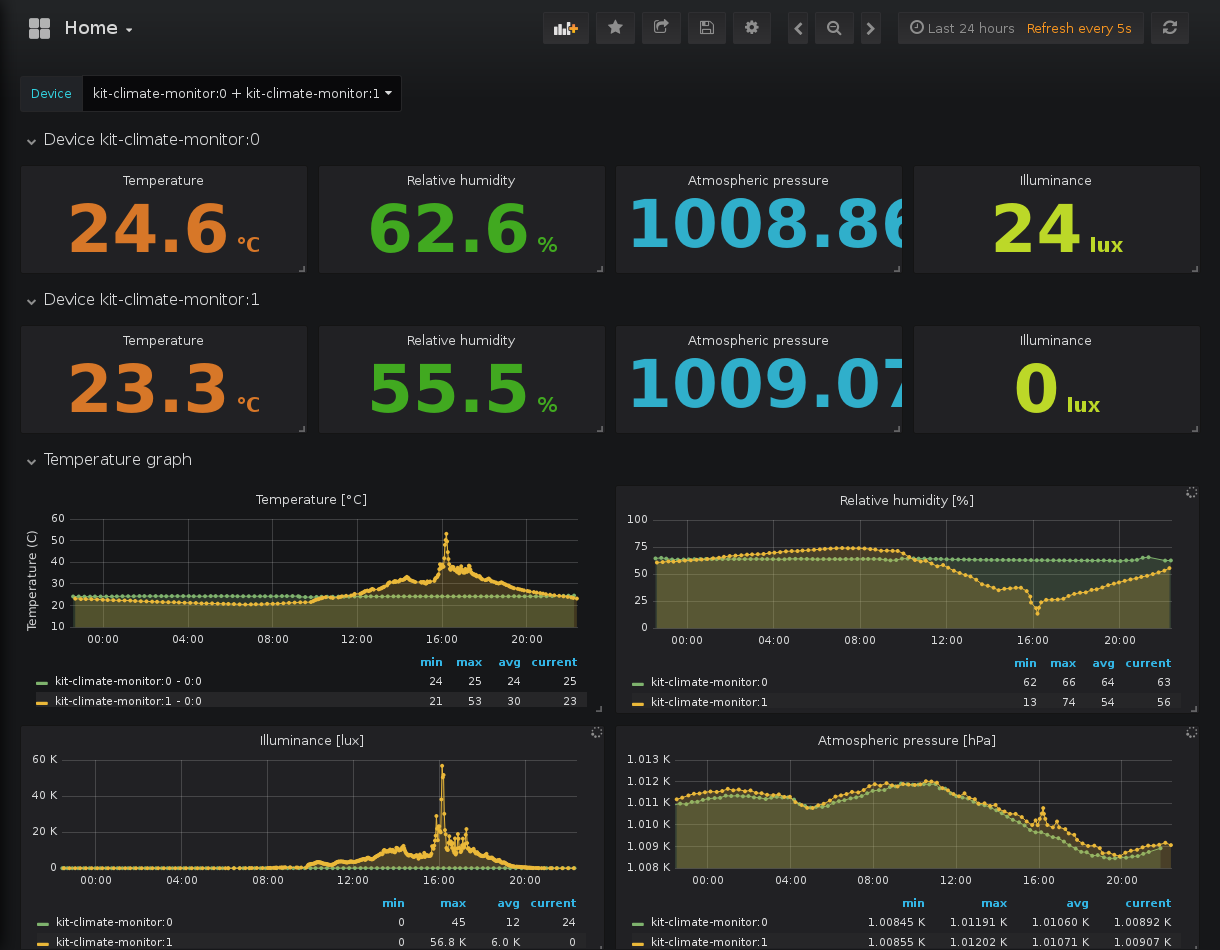 Home
Last 24 hours Refresh every 5s
Device kit-climate-monitor:0 + kit-climate-monitor:1
Device kit-climate-monitor:0
Temperature Relative humidity Atmospheric pressure Illuminance
24.6 °C 62.6 % 1008.86 24 lux
Device kit-climate-monitor:1
Temperature Relative humidity Atmospheric pressure Illuminance
23.3 °C 55.5 % 1009.07 0 lux
Temperature graph
Temperature [°C]
Temperature (C)
60
50
40
30
20
10
00:00 04:00 08:00 12:00 16:00 20:00
min max avg current
kit-climate-monitor:0 - 0:0 24 25 24 25
kit-climate-monitor:1 - 0:0 21 53 30 23
Relative humidity [%]
100
75
50
25
0
00:00 04:00 08:00 12:00 16:00 20:00
min max avg current
kit-climate-monitor:0 62 66 64 63
kit-climate-monitor:1 13 74 54 56
Illuminance [lux]
60 K
40 K
20 K
0
00:00 04:00 08:00 12:00 16:00 20:00
min max avg current
kit-climate-monitor:0 0 45 12 24
kit-climate-monitor:1 0 56.8 K 6.0 K 0
Atmospheric pressure [hPa]
1.013 K
1.012 K
1.011 K
1.010 K
1.009 K
1.008 K
00:00 04:00 08:00 12:00 16:00 20:00
min max avg current
kit-climate-monitor:0 1.00845 K 1.01191 K 1.01060 K 1.00892 K
kit-climate-monitor:1 1.00855 K 1.01202 K 1.01071 K 1.00907 K